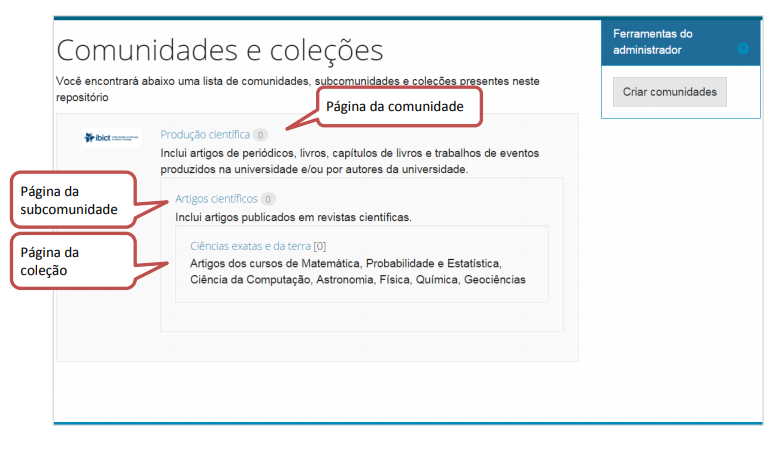 Comunidades e coleções
Você encontrará abaixo uma lista de comunidades, subcomunidades e coleções presentes neste
repositório
Ferramentas do
administrador
?
Criar comunidades
Página da comunidade
ibict
Produção científica 0
Inclui artigos de periódicos, livros, capítulos de livros e trabalhos de eventos
produzidos na universidade e/ou por autores da universidade.
Página da
subcomunidade
Artigos científicos 0
Inclui artigos publicados em revistas científicas.
Página da
coleção
Ciências exatas e da terra [0]
Artigos dos cursos de Matemática, Probabilidade e Estatística,
Ciência da Computação, Astronomia, Física, Química, Geociências